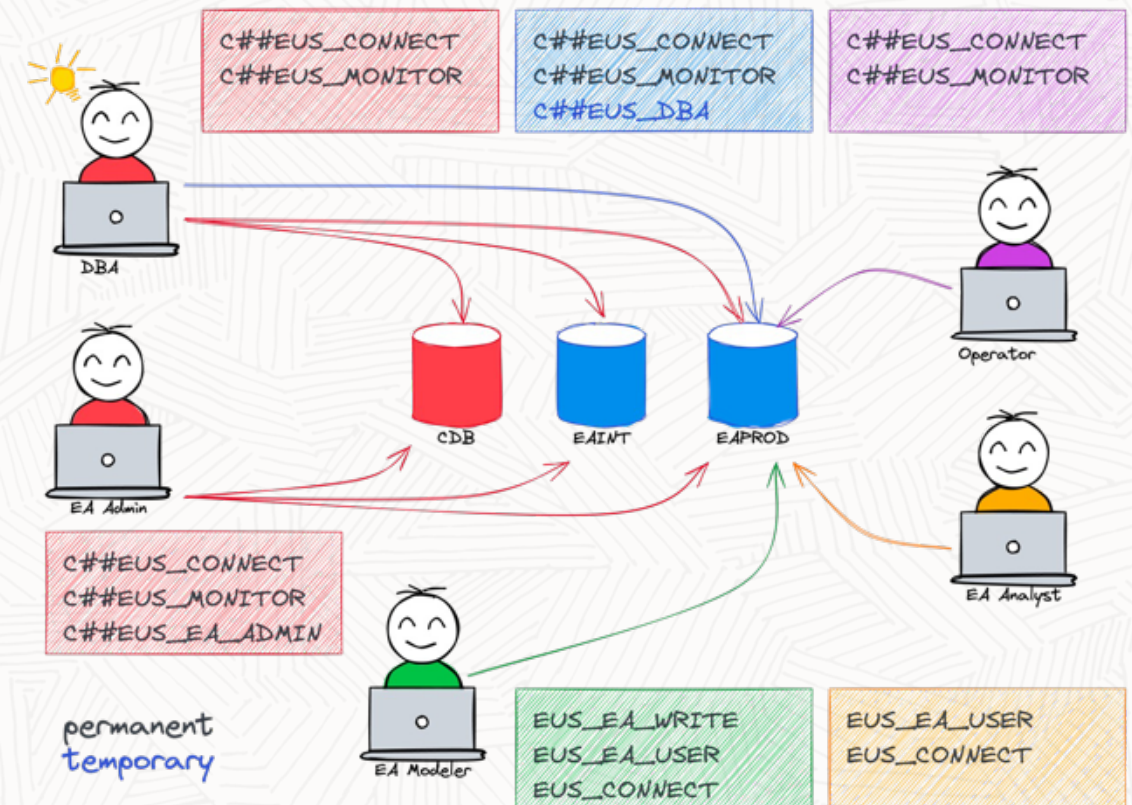 C##EUS_CONNECT
C##EUS_MONITOR
C##EUS_CONNECT
C##EUS_MONITOR
C##EUS_DBA
C##EUS_CONNECT
C##EUS_MONITOR
DBA
Operator
CDB
EAINT
EAPROD
EA Admin
EA Analyst
C##EUS_CONNECT
C##EUS_MONITOR
C##EUS_EA_ADMIN
permanent
temporary
EA Modeler
EUS_EA_WRITE
EUS_EA_USER
EUS_CONNECT
EUS_EA_USER
EUS_CONNECT